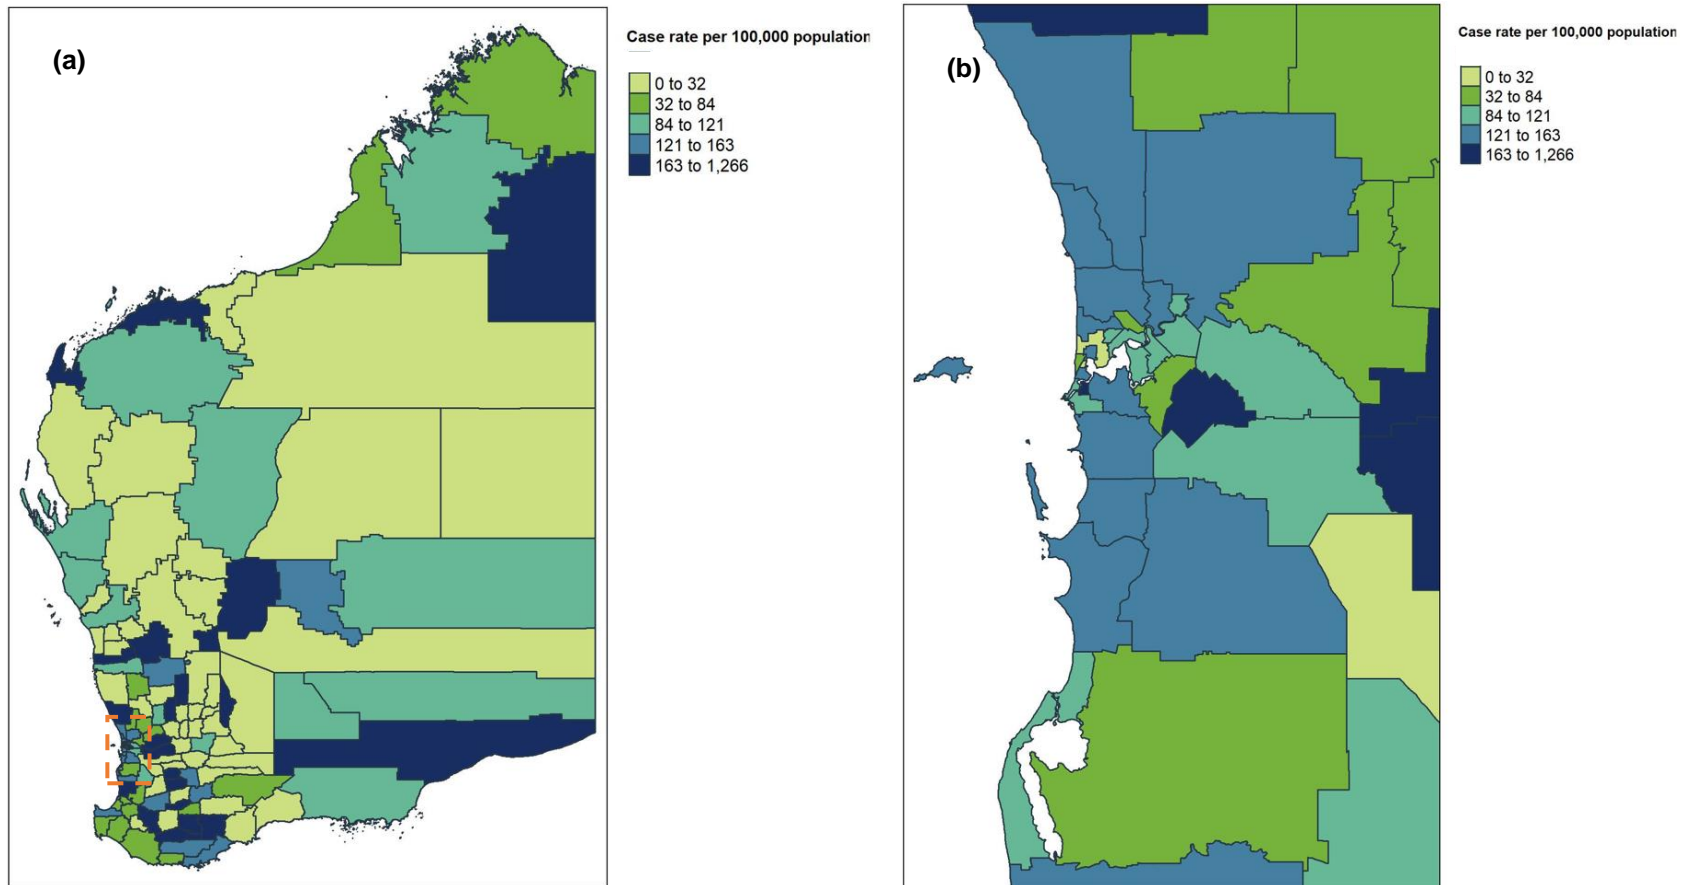 (a)
Case rate per 100,000 population
0 to 32
32 to 84
84 to 121
121 to 163
163 to 1,266
(b)
Case rate per 100,000 population
0 to 32
32 to 84
84 to 121
121 to 163
163 to 1,266